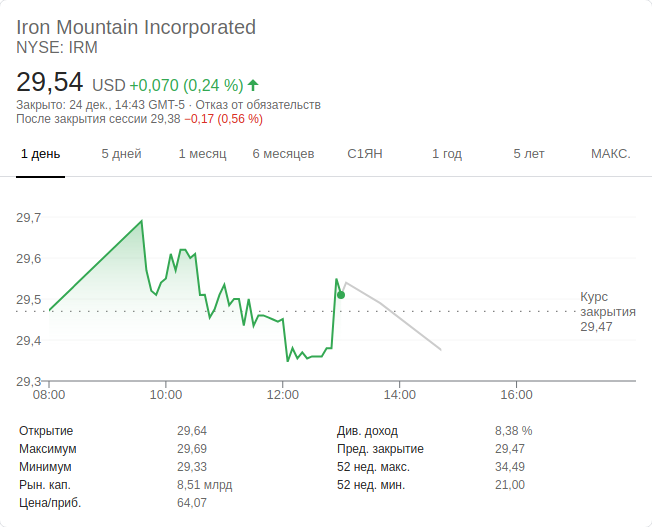 Iron Mountain Incorporated
NYSE: IRM
29,54 USD +0,070 (0,24 %)
Закрыто: 24 дек., 14:43 GMT-5 · Отказ от обязательств
После закрытия сессии 29,38 −0,17 (0,56 %)
1 день 5 дней 1 месяц 6 месяцев С1ЯН 1 год 5 лет МАКС.
29,7
29,6
29,5
29,4
29,3
Курс
закрытия
29,47
08:00 10:00 12:00 14:00 16:00
Открытие 29,64 Див. доход 8,38 %
Максимум 29,69 Пред. закрытие 29,47
Минимум 29,33 52 нед. макс. 34,49
Рын. кап. 8,51 млрд 52 нед. мин. 21,00
Цена/приб. 64,07